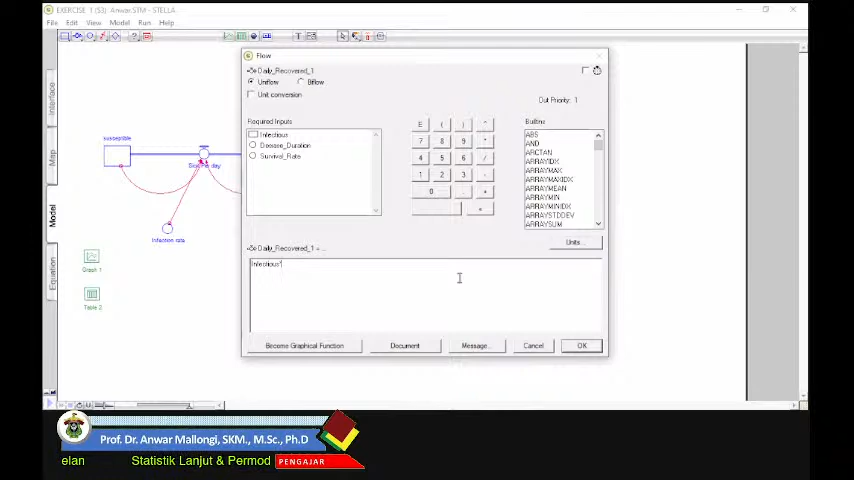 EXERCISE 1 (S3) Anwar.STM - STELLA
File Edit View Model Run Help
Flow
Daily_Recovered_1
Uniflow
Biflow
Unit conversion
Out Priority: 1
Required Inputs
Builtins
Infectious
Disease_Duration
Survival_Rate
E ( ) ^
7 8 9 *
4 5 6 /
1 2 3 -
0 . +
ABS
AND
ARCTAN
ARRAYIDX
ARRAYMAX
ARRAYMAXIDX
ARRAYMEAN
ARRAYMIN
ARRAYMINIDX
ARRAYSTDDEV
ARRAYSUM
Units...
Daily_Recovered_1 = ...
Infectious*
Become Graphical Function
Document
Message...
Cancel
OK
Interface
Map
Model
Equation
susceptible
Infection rate
Graph 1
Table 2
Prof. Dr. Anwar Mallongi, SKM., M.Sc., Ph.D
elan Statistik Lanjut & Permod
PENGAJAR